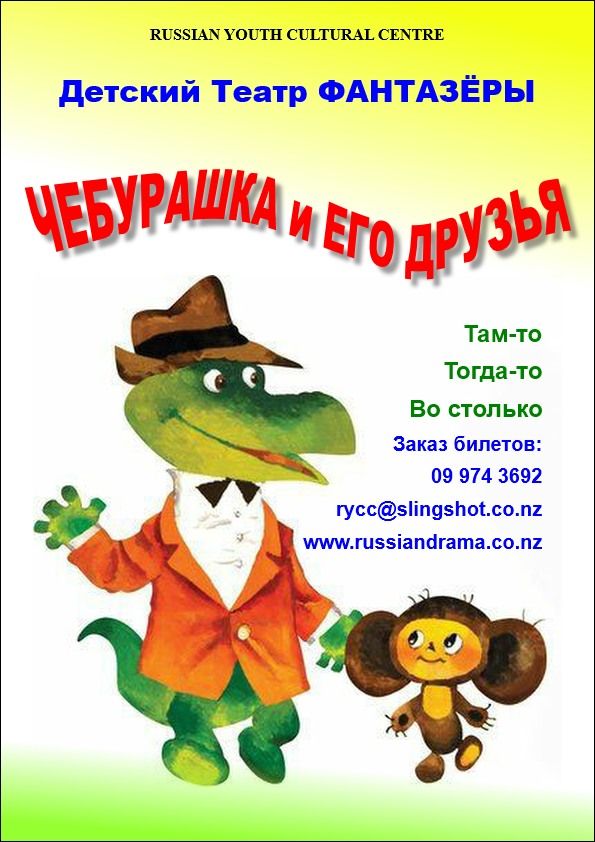 RUSSIAN YOUTH CULTURAL CENTRE
Детский Театр ФАНТАЗЁРЫ
ЧЕБУРАШКА и ЕГО ДРУЗЬЯ
Там-то
Тогда-то
Во столько
Заказ билетов:
09 974 3692
rycc@slingshot.co.nz
www.russiandrama.co.nz